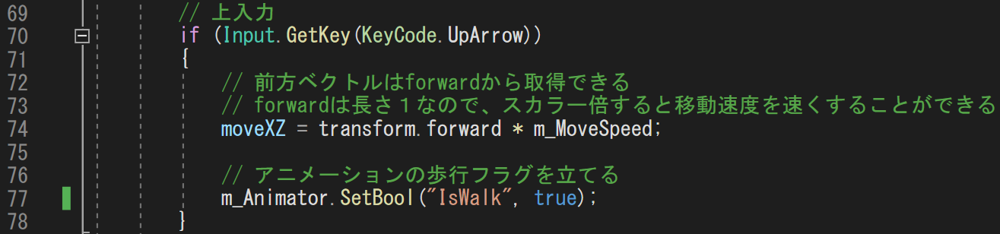 69 // 上入力
70 if (Input.GetKey(KeyCode.UpArrow))
71 {
72 // 前方ベクトルはforwardから取得できる
73 // forwardは長さ１なので、スカラー倍すると移動速度を速くすることができる
74 moveXZ = transform.forward * m_MoveSpeed;
75
76 // アニメーションの歩行フラグを立てる
77 m_Animator.SetBool("IsWalk", true);
78 }